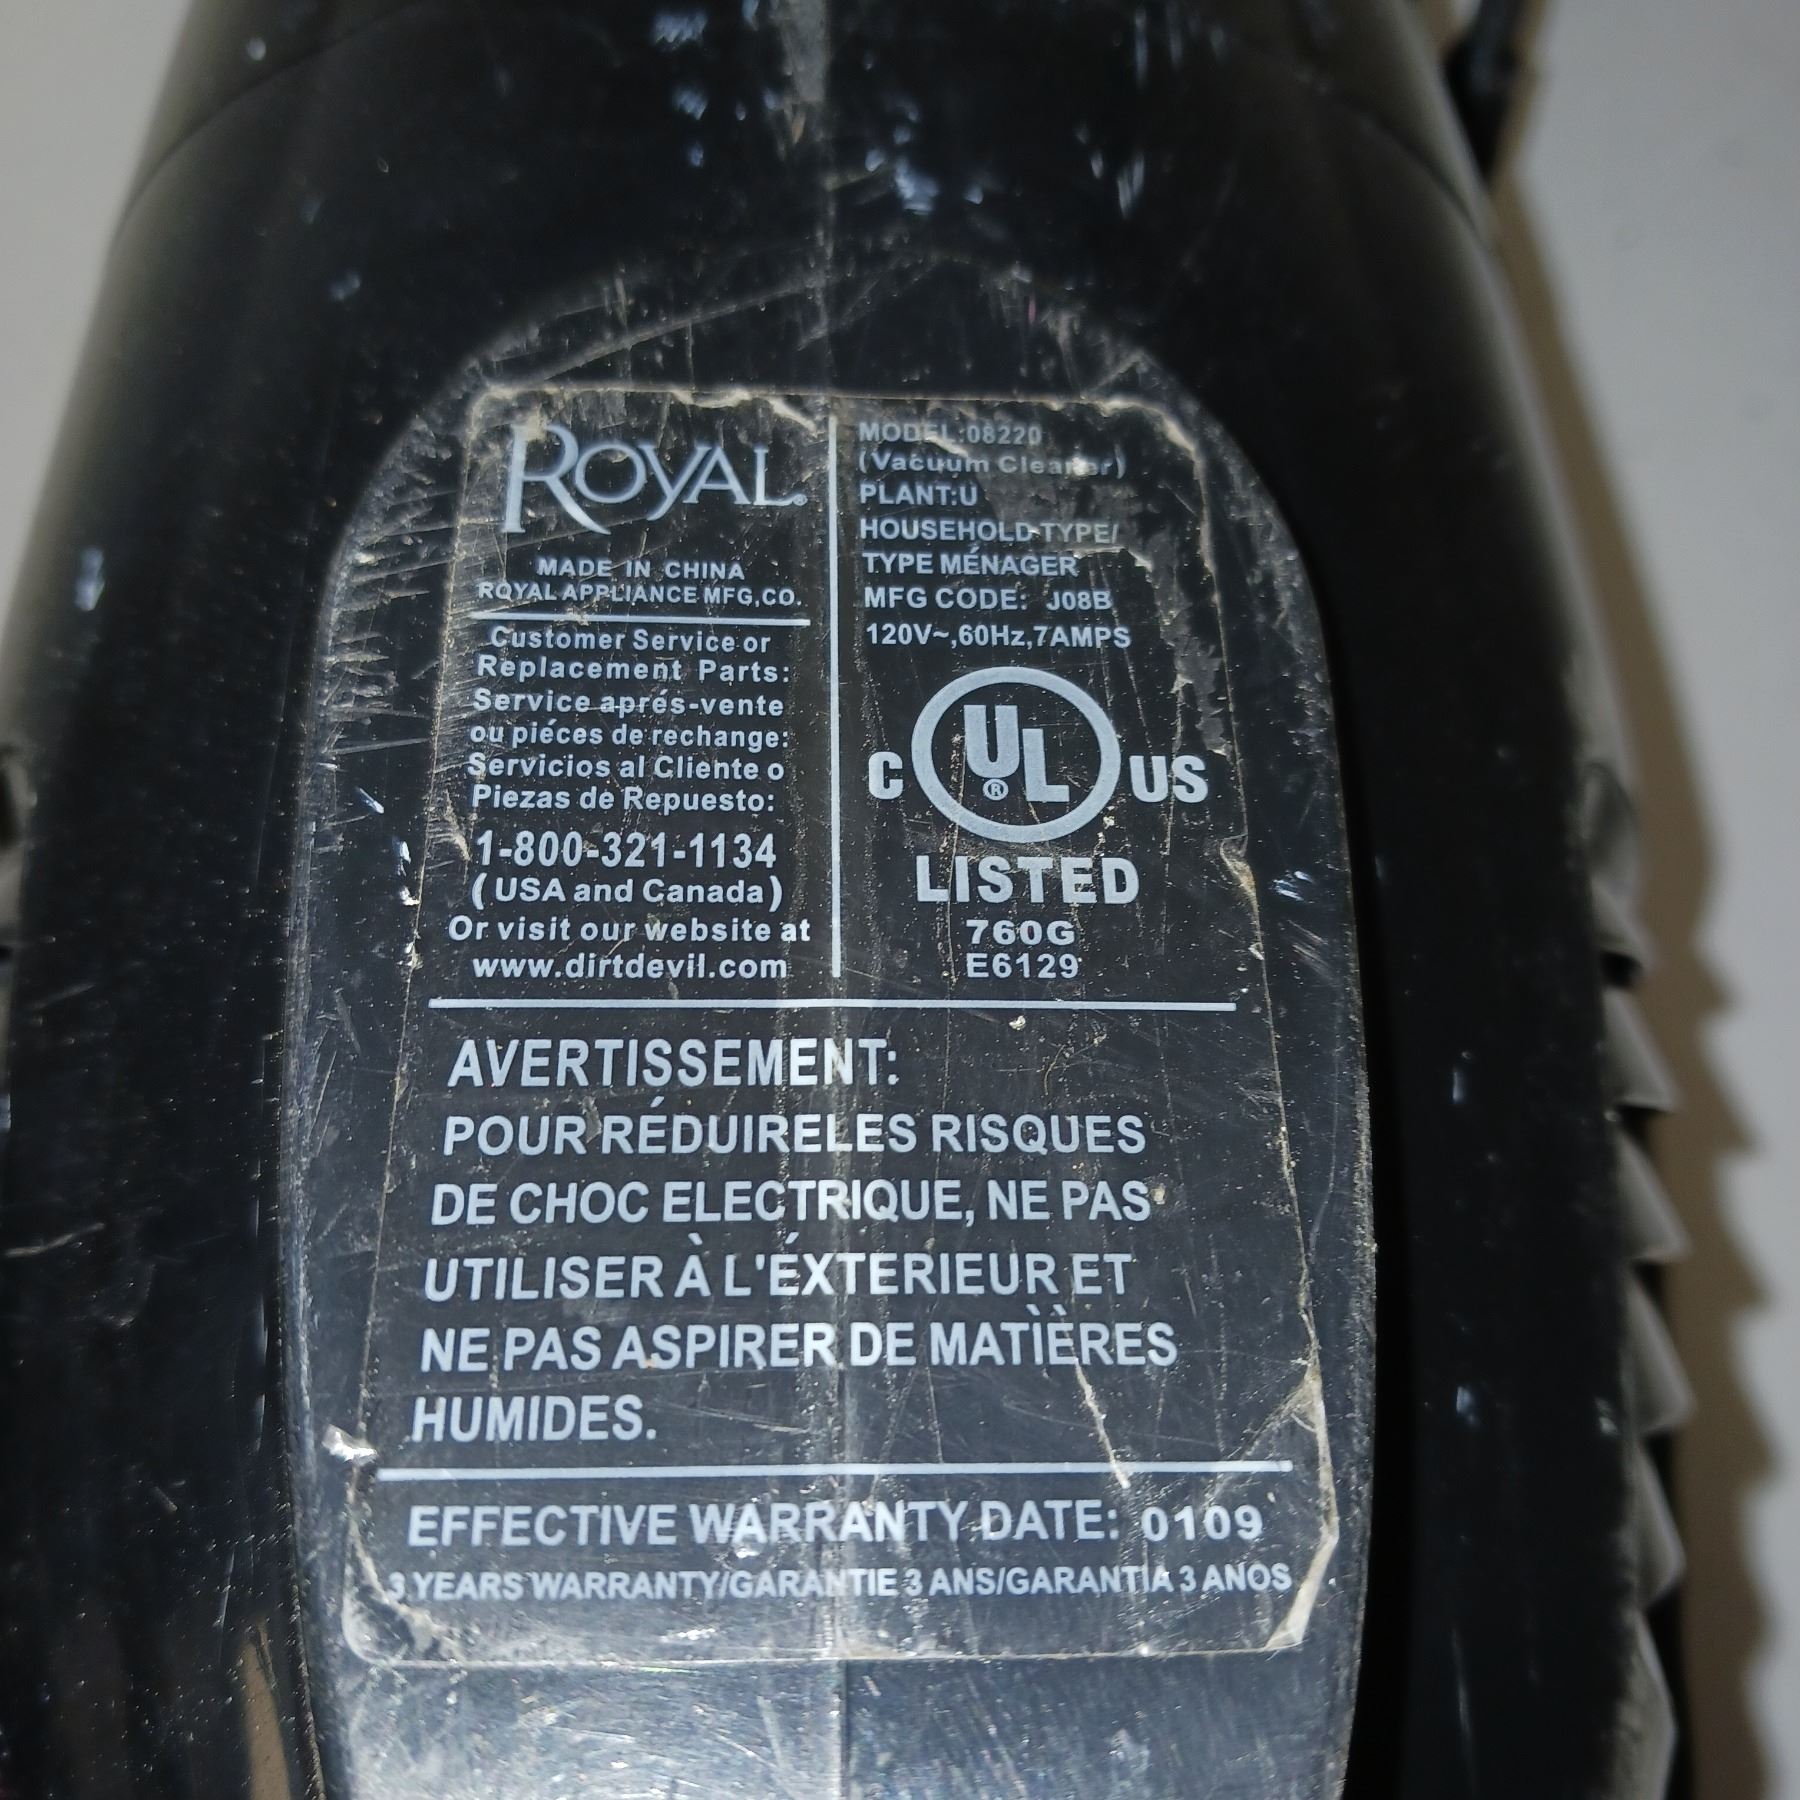 ROYAL®
MADE IN CHINA
ROYAL APPLIANCE MFG,CO.
Customer Service or
Replacement Parts:
Service aprés-vente
ou piéces de rechange:
Servicios al Cliente o
Piezas de Repuesto:
1-800-321-1134
(USA and Canada)
Or visit our website at
www.dirtdevil.com
MODEL:08220
(Vacuum Cleaner)
PLANT:U
HOUSEHOLD TYPE/
TYPE MÉNAGER
MFG CODE: J08B
120V~,60Hz,7AMPS
C UL® US
LISTED
760G
E6129
AVERTISSEMENT:
POUR RÉDUIRELES RISQUES
DE CHOC ELECTRIQUE, NE PAS
UTILISER À L'ÉXTERIEUR ET
NE PAS ASPIRER DE MATÌÈRES
HUMIDES.
EFFECTIVE WARRANTY DATE: 0109
3 YEARS WARRANTY/GARANTIE 3 ANS/GARANTIA 3 ANOS